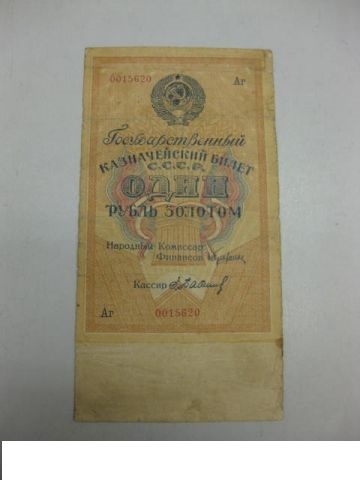 0015620 Аг
Государственный
КАЗНАЧЕЙСКИЙ БИЛЕТ
С.С.С.Р.
ОДИН
РУБЛЬ ЗОЛОТОМ
Народный Комиссар
Финансов
Кассир
Аг 0015620